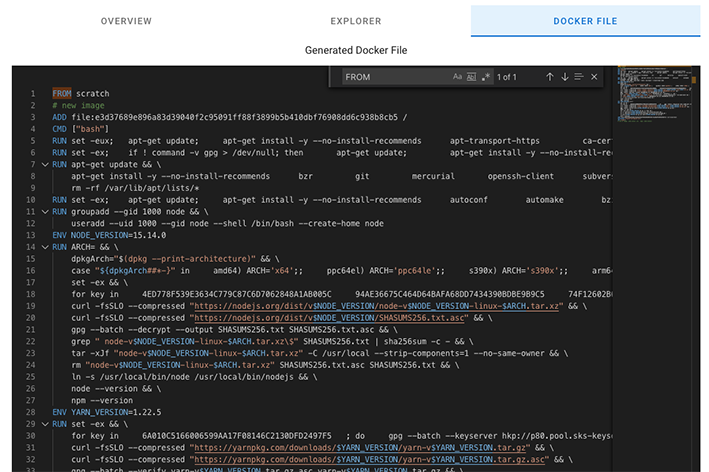 OVERVIEW
EXPLORER
DOCKER FILE
Generated Docker File
FROM
Aa
ab
.*
1 of 1
1 FROM scratch
2 # new image
3 ADD file:e3d37689e896a83d39040f2c95091ff88f3899b5b410dbf76908dd6c938b8cb5 /
4 CMD ["bash"]
5 RUN set -eux; apt-get update; apt-get install -y --no-install-recommends apt-transport-https ca-cer
6 RUN set -ex; if ! command -v gpg > /dev/null; then apt-get update; apt-get install -y --no-install-re
7 RUN apt-get update && \
8 apt-get install -y --no-install-recommends bzr git mercurial openssh-client subvers
9 rm -rf /var/lib/apt/lists/*
10 RUN set -ex; apt-get update; apt-get install -y --no-install-recommends autoconf automake bz
11 RUN groupadd --gid 1000 node && \
12 useradd --uid 1000 --gid node --shell /bin/bash --create-home node
13 ENV NODE_VERSION=15.14.0
14 RUN ARCH= && \
15 dpkgArch="$(dpkg --print-architecture)" && \
16 case "${dpkgArch##*-}" in amd64) ARCH='x64';; ppc64el) ARCH='ppc64le';; s390x) ARCH='s390x';; arm6
17 set -ex && \
18 for key in 4ED778F539E3634C779C87C6D7062848A1AB005C 94AE36675C464D64BAFA68DD7434390BDBE9B9C5 74F12602B
19 curl -fsSLO --compressed "https://nodejs.org/dist/v$NODE_VERSION/node-v$NODE_VERSION-linux-$ARCH.tar.xz" && \
20 curl -fsSLO --compressed "https://nodejs.org/dist/v$NODE_VERSION/SHASUMS256.txt.asc" && \
21 gpg --batch --decrypt --output SHASUMS256.txt SHASUMS256.txt.asc && \
22 grep " node-v$NODE_VERSION-linux-$ARCH.tar.xz\$" SHASUMS256.txt | sha256sum -c - && \
23 tar -xJf "node-v$NODE_VERSION-linux-$ARCH.tar.xz" -C /usr/local --strip-components=1 --no-same-owner && \
24 rm "node-v$NODE_VERSION-linux-$ARCH.tar.xz" SHASUMS256.txt.asc SHASUMS256.txt && \
25 ln -s /usr/local/bin/node /usr/local/bin/nodejs && \
26 node --version && \
27 npm --version
28 ENV YARN_VERSION=1.22.5
29 RUN set -ex && \
30 for key in 6A010C5166006599AA17F08146C2130DFD2497F5 ; do gpg --batch --keyserver hkp://p80.pool.sks-keys
31 curl -fsSLO --compressed "https://yarnpkg.com/downloads/$YARN_VERSION/yarn-v$YARN_VERSION.tar.gz" && \
32 curl -fsSLO --compressed "https://yarnpkg.com/downloads/$YARN_VERSION/yarn-v$YARN_VERSION.tar.gz.asc" && \
33 gpg --batch --verify yarn-v$YARN_VERSION.tar.gz.asc yarn-v$YARN_VERSION.tar.gz && \